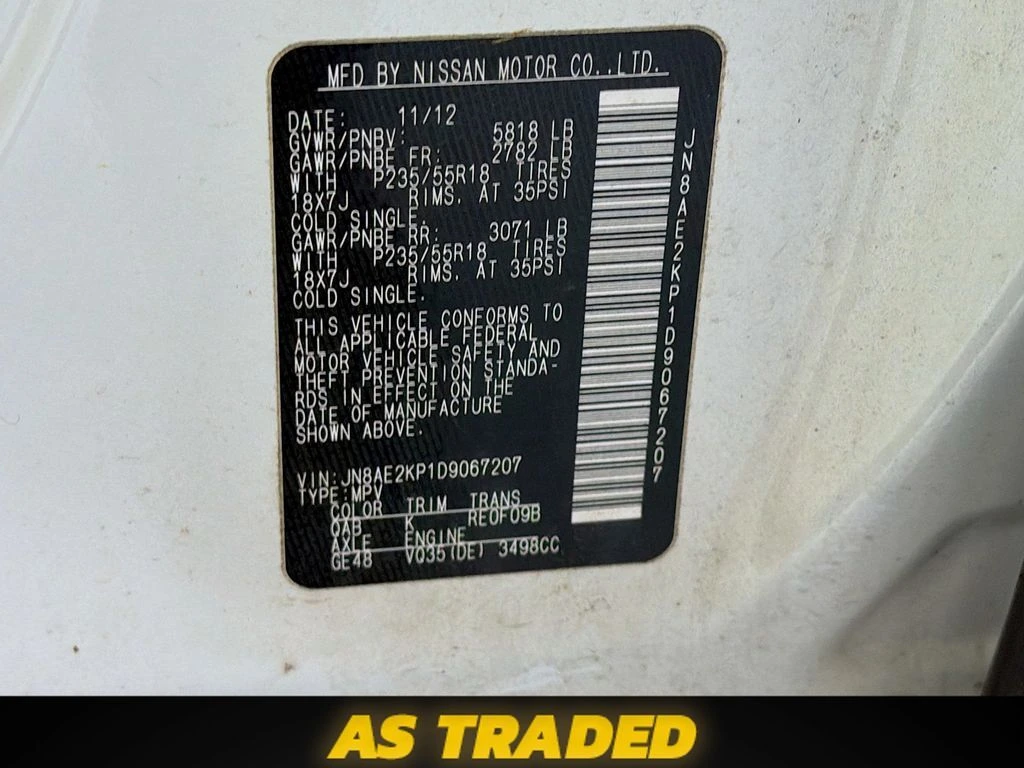 MFD BY NISSAN MOTOR CO.,LTD.
DATE: 11/12
GVWR/PNBV: 5818 LB
GAWR/PNBE FR: 2782 LB
WITH P235/55R18 TIRES
18X7J RIMS. AT 35PSI
COLD SINGLE.
GAWR/PNBE RR: 3071 LB
WITH P235/55R18 TIRES
18X7J RIMS. AT 35PSI
COLD SINGLE.
THIS VEHICLE CONFORMS TO
ALL APPLICABLE FEDERAL
MOTOR VEHICLE SAFETY AND
THEFT PREVENTION STANDA-
RDS IN EFFECT ON THE
DATE OF MANUFACTURE
SHOWN ABOVE.
VIN:JN8AE2KP1D9067207
TYPE:MPV
COLOR TRIM TRANS
QAB K RE0F09B
AXLE ENGINE
GE48 VQ35(DE) 3498CC
JN8AE2KP1D9067207
AS TRADED